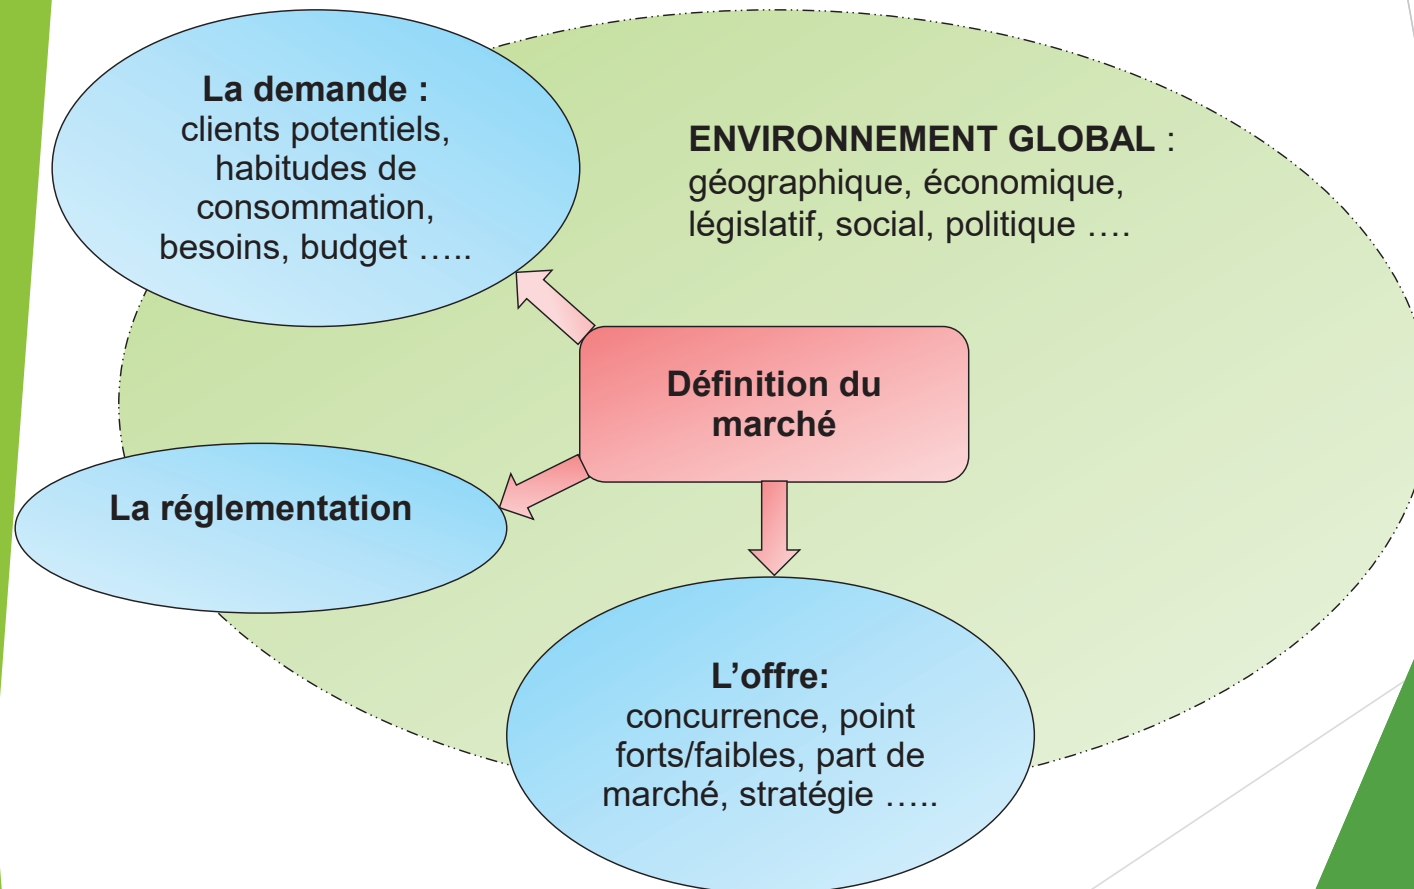 La demande :
clients potentiels,
habitudes de
consommation,
besoins, budget …..
ENVIRONNEMENT GLOBAL :
géographique, économique,
législatif, social, politique ….
Définition du
marché
La réglementation
L’offre:
concurrence, point
forts/faibles, part de
marché, stratégie …..